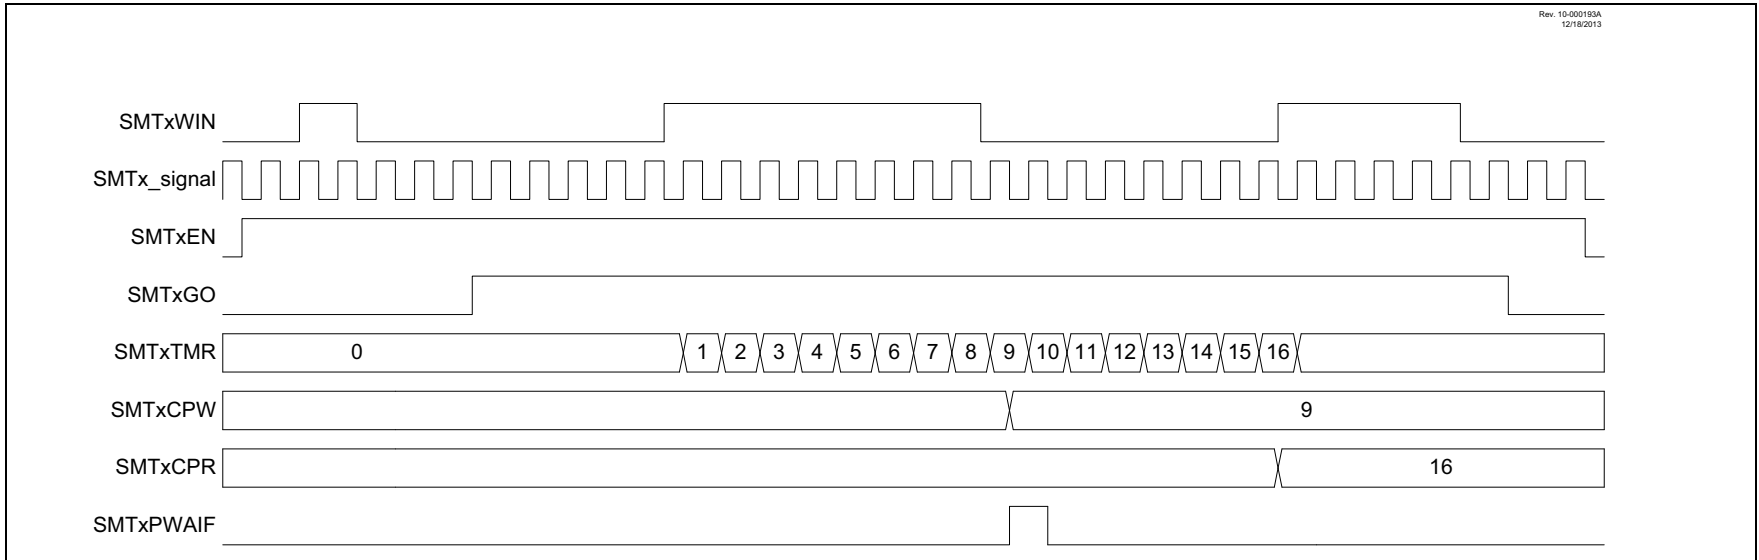 Rev. 10-000193A
12/18/2013
SMTxWIN
SMTx_signal
SMTxEN
SMTxGO
SMTxTMR 0 1 2 3 4 5 6 7 8 9 10 11 12 13 14 15 16
SMTxCPW 9
SMTxCPR 16
SMTxPWAIF